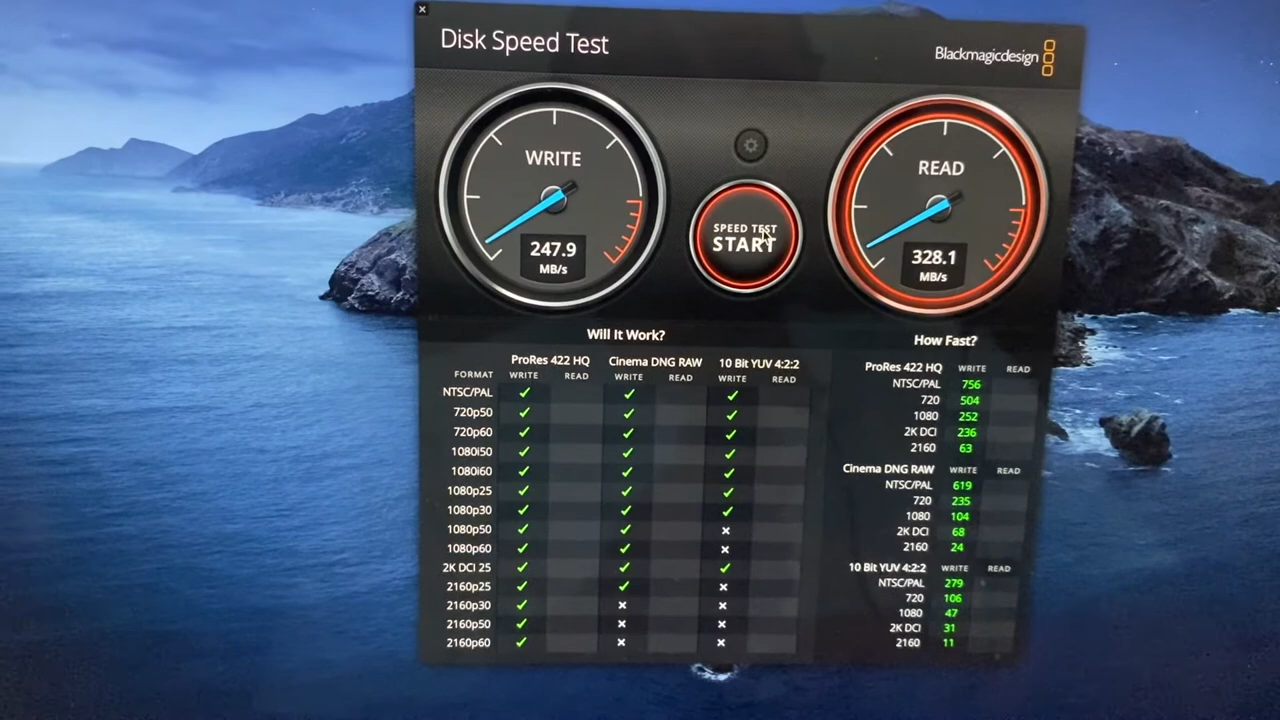 Disk Speed Test
Blackmagicdesign
WRITE
247.9
MB/s
SPEED TEST
START
READ
328.1
MB/s
Will It Work?
ProRes 422 HQ Cinema DNG RAW 10 Bit YUV 4:2:2
FORMAT WRITE READ WRITE READ WRITE READ
NTSC/PAL ✓ ✓ ✓
720p50 ✓ ✓ ✓
720p60 ✓ ✓ ✓
1080i50 ✓ ✓ ✓
1080i60 ✓ ✓ ✓
1080p25 ✓ ✓ ✓
1080p30 ✓ ✓ ✓
1080p50 ✓ ✓ ×
1080p60 ✓ ✓ ×
2K DCI 25 ✓ ✓ ✓
2160p25 ✓ ✓ ×
2160p30 ✓ × ×
2160p50 ✓ × ×
2160p60 ✓ × ×
How Fast?
ProRes 422 HQ WRITE READ
NTSC/PAL 756
720 504
1080 252
2K DCI 236
2160 63
Cinema DNG RAW WRITE READ
NTSC/PAL 619
720 235
1080 104
2K DCI 68
2160 24
10 Bit YUV 4:2:2 WRITE READ
NTSC/PAL 279
720 106
1080 47
2K DCI 31
2160 11